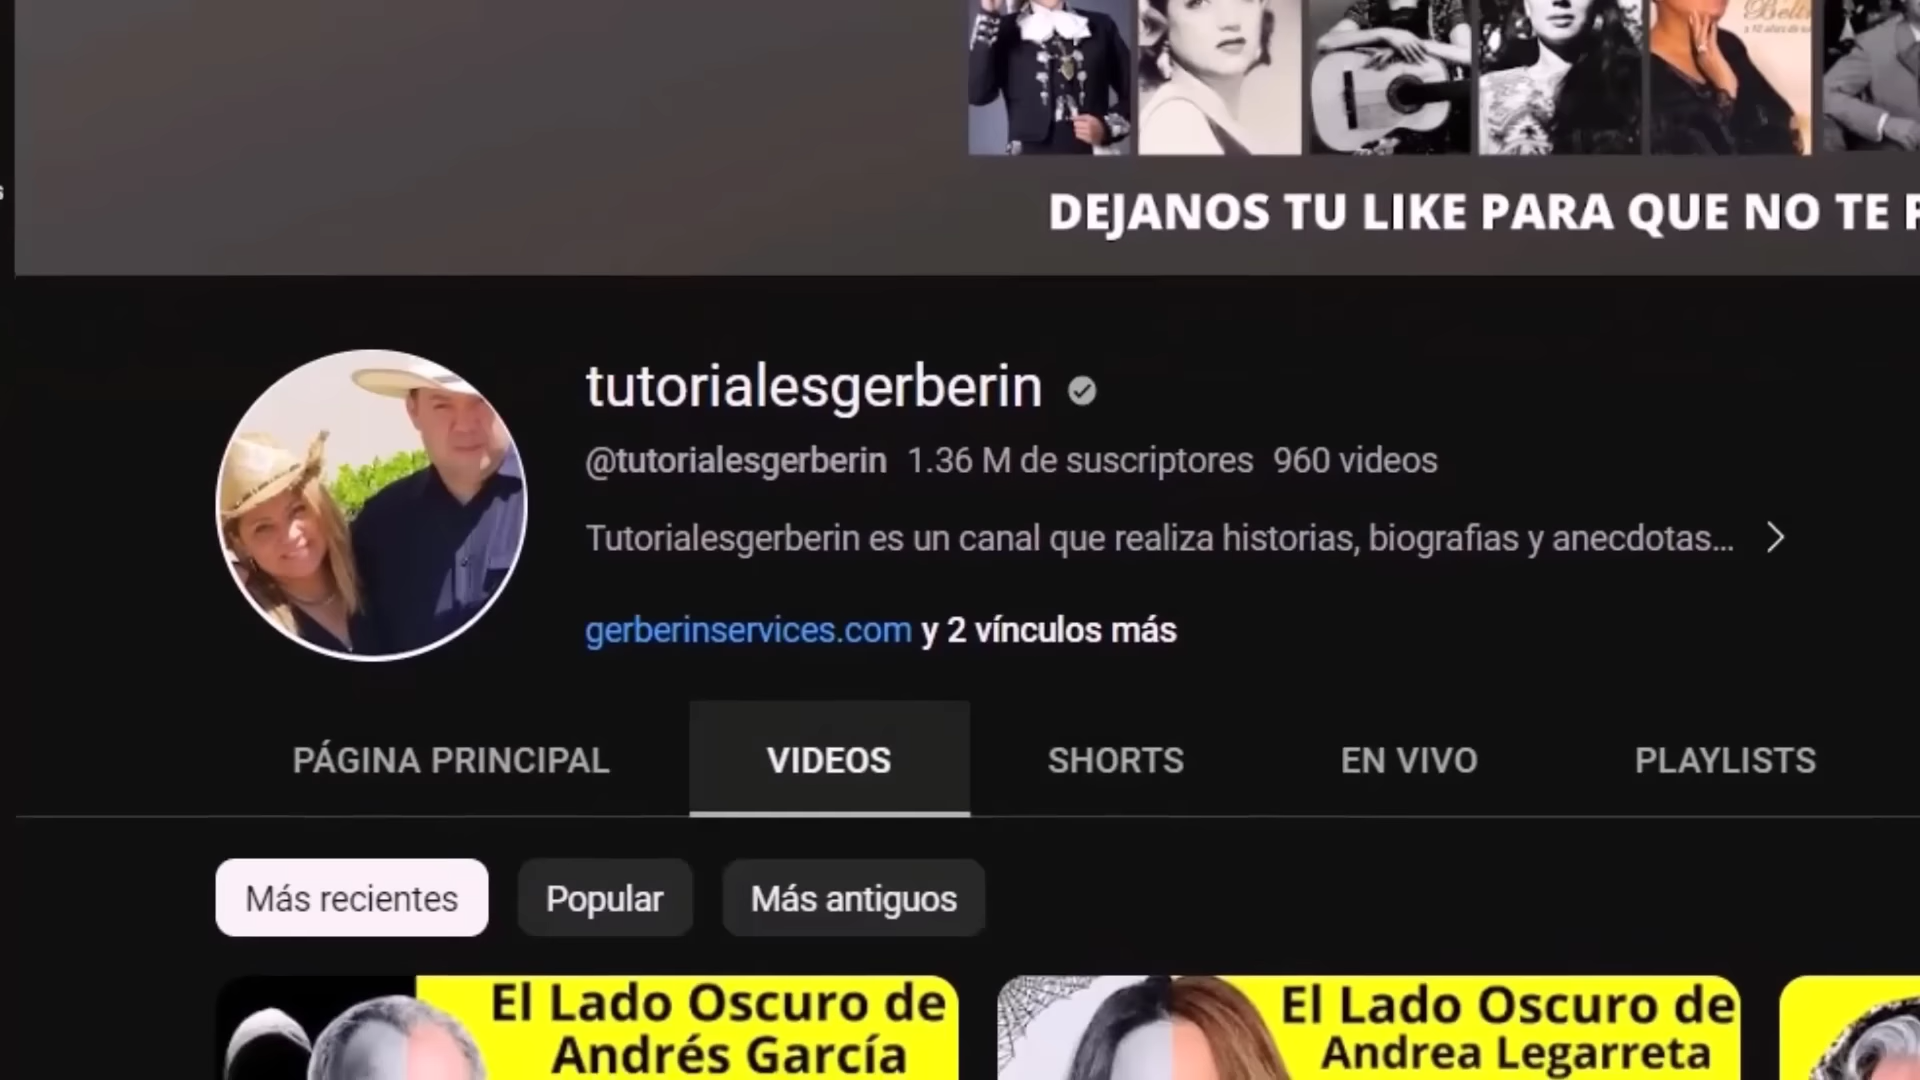 DEJANOS TU LIKE PARA QUE NO TE
tutorialesgerberin
@tutorialesgerberin 1.36 M de suscriptores 960 videos
Tutorialesgerberin es un canal que realiza historias, biografias y anecdotas...
gerberinservices.com y 2 vínculos más
PÁGINA PRINCIPAL VIDEOS SHORTS EN VIVO PLAYLISTS
Más recientes Popular Más antiguos
El Lado Oscuro de
Andrés García
El Lado Oscuro de
Andrea Legarreta